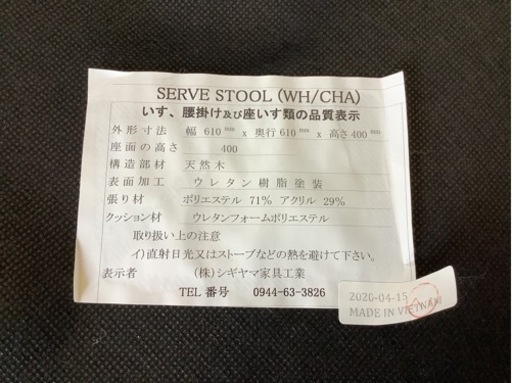 SERVE STOOL (WH/CHA)
いす、腰掛け及び座いす類の品質表示
外形寸法 幅 610 mm x 奥行 610 mm x 高さ 400 mm
座面の高さ 400
構造部材 天然木
表面加工 ウレタン樹脂塗装
張り材 ポリエステル 71% アクリル 29%
クッション材 ウレタンフォームポリエステル
取り扱い上の注意
イ)直射日光又はストーブなどの熱を避けて下さい。
表示者 (株)シギヤマ家具工業
TEL 番号 0944-63-3826
2020-04-15
MADE IN VIETNAM